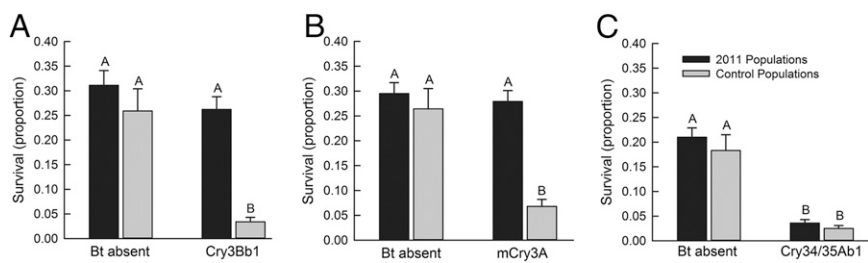 A
Survival (proportion)
0.40
0.35
0.30
0.25
0.20
0.15
0.10
0.05
0.00
A
A
A
B
Bt absent
Cry3Bb1
B
Survival (proportion)
0.40
0.35
0.30
0.25
0.20
0.15
0.10
0.05
0.00
A
A
A
B
Bt absent
mCry3A
C
Survival (proportion)
0.40
0.35
0.30
0.25
0.20
0.15
0.10
0.05
0.00
2011 Populations
Control Populations
A
A
B
B
Bt absent
Cry34/35Ab1